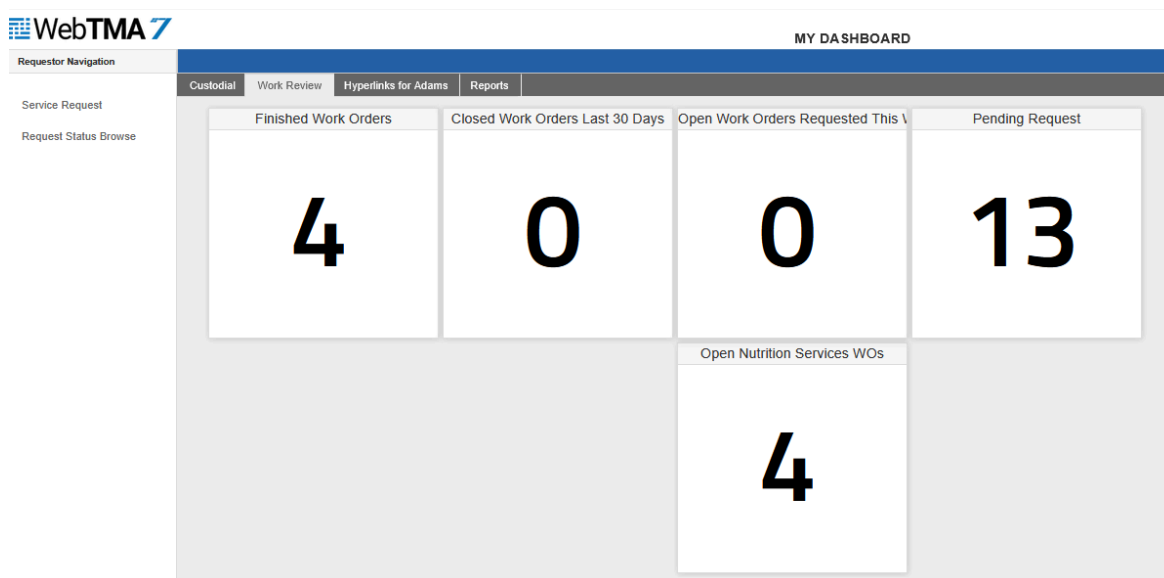 WebTMA 7
MY DASHBOARD
Requestor Navigation
Service Request
Request Status Browse
Custodial Work Review Hyperlinks for Adams Reports
Finished Work Orders Closed Work Orders Last 30 Days Open Work Orders Requested This Pending Request
4 0 0 13
Open Nutrition Services WOs
4